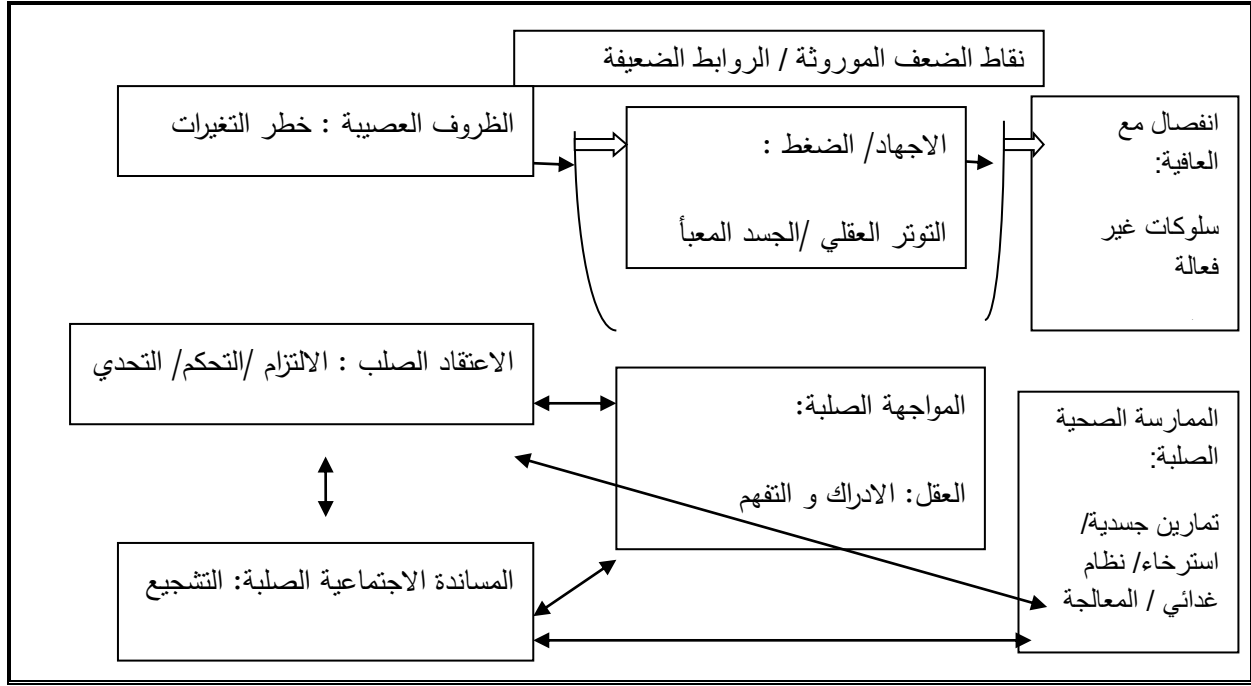 نقاط الضعف الموروثة / الروابط الضعيفة
الظروف العصيبة : خطر التغيرات
الاجهاد/ الضغط :
التوتر العقلي /الجسد المعبأ
انفصال مع
العافية:
سلوكات غير
فعالة
الاعتقاد الصلب : الالتزام /التحكم/ التحدي
المواجهة الصلبة:
العقل: الادراك و التفهم
الممارسة الصحية
الصلبة:
تمارين جسدية/
استرخاء/ نظام
غدائي / المعالجة
المساندة الاجتماعية الصلبة: التشجيع